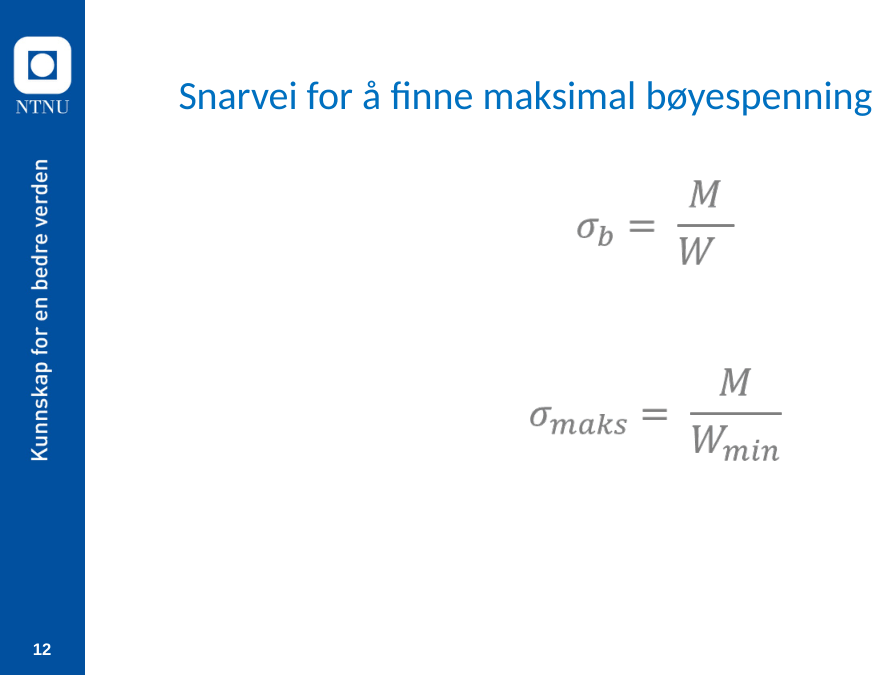 NTNU
Kunnskap for en bedre verden
Snarvei for å finne maksimal bøyespenning
σ_b = M / W
σ_maks = M / W_min
12